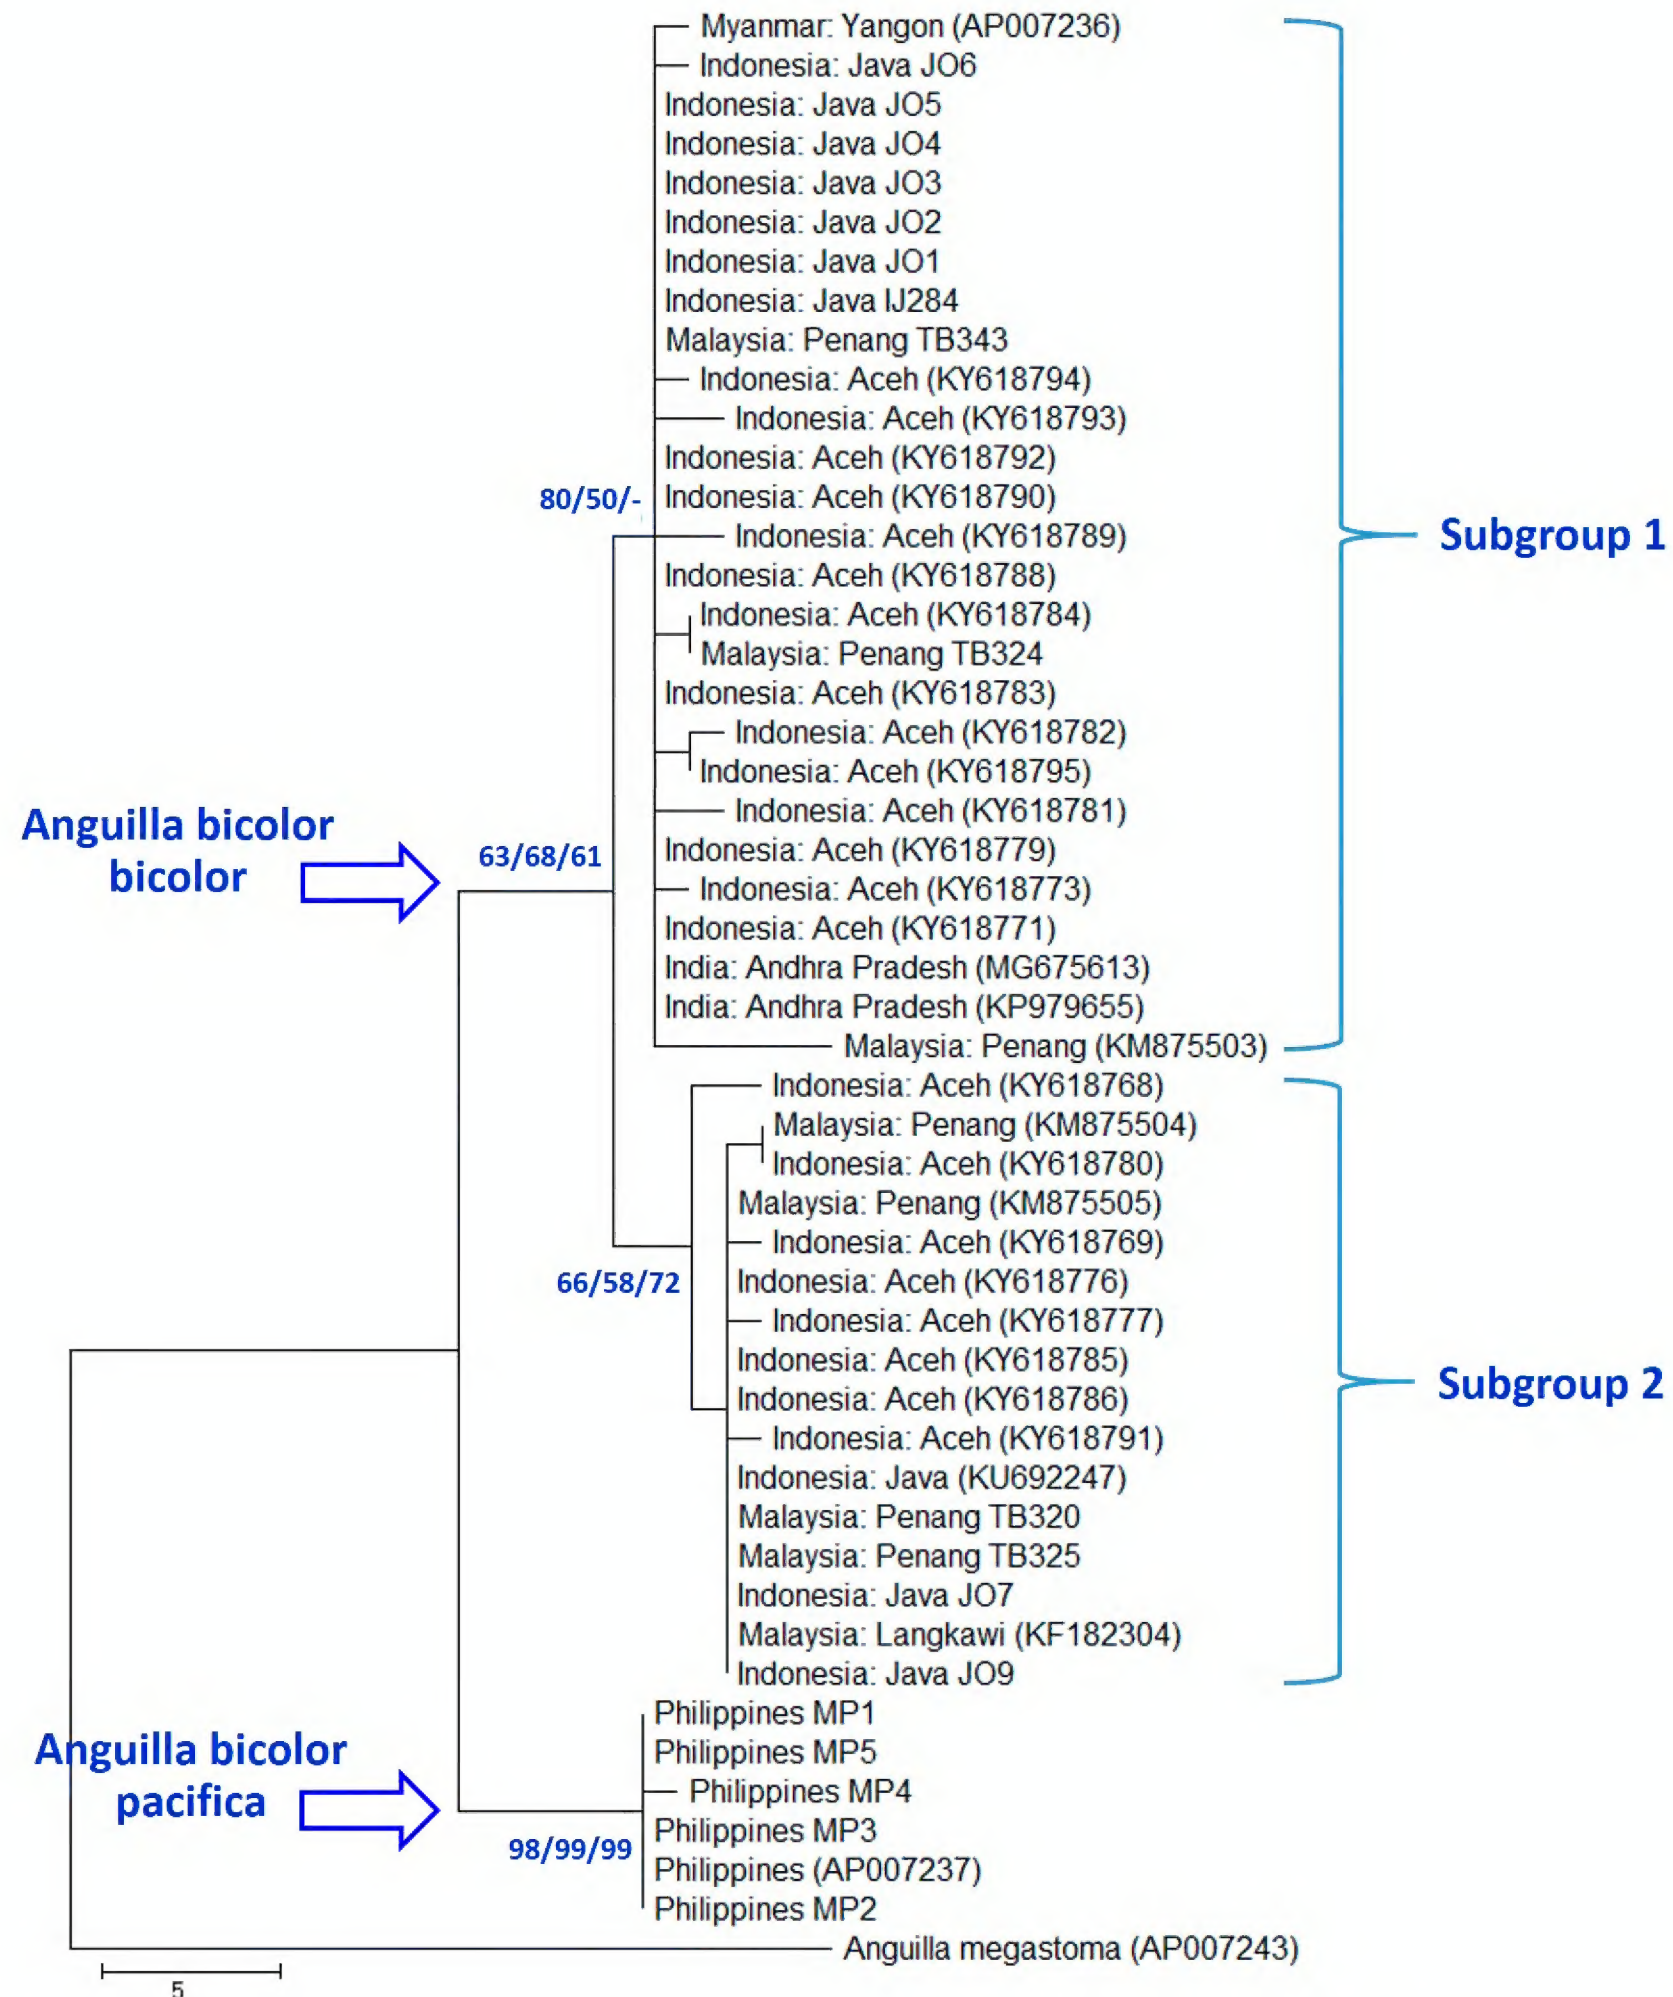 Myanmar: Yangon (AP007236)
Indonesia: Java JO6
Indonesia: Java JO5
Indonesia: Java JO4
Indonesia: Java JO3
Indonesia: Java JO2
Indonesia: Java JO1
Indonesia: Java IJ284
Malaysia: Penang TB343
Indonesia: Aceh (KY618794)
Indonesia: Aceh (KY618793)
Indonesia: Aceh (KY618792)
80/50/-
Indonesia: Aceh (KY618790)
Indonesia: Aceh (KY618789)
Subgroup 1
Indonesia: Aceh (KY618788)
Indonesia: Aceh (KY618784)
Malaysia: Penang TB324
Indonesia: Aceh (KY618783)
Indonesia: Aceh (KY618782)
Indonesia: Aceh (KY618795)
Indonesia: Aceh (KY618781)
Anguilla bicolor
bicolor
63/68/61
Indonesia: Aceh (KY618779)
Indonesia: Aceh (KY618773)
Indonesia: Aceh (KY618771)
India: Andhra Pradesh (MG675613)
India: Andhra Pradesh (KP979655)
Malaysia: Penang (KM875503)
Indonesia: Aceh (KY618768)
Malaysia: Penang (KM875504)
Indonesia: Aceh (KY618780)
Malaysia: Penang (KM875505)
Indonesia: Aceh (KY618769)
66/58/72
Indonesia: Aceh (KY618776)
Indonesia: Aceh (KY618777)
Indonesia: Aceh (KY618785)
Subgroup 2
Indonesia: Aceh (KY618786)
Indonesia: Aceh (KY618791)
Indonesia: Java (KU692247)
Malaysia: Penang TB320
Malaysia: Penang TB325
Indonesia: Java JO7
Malaysia: Langkawi (KF182304)
Indonesia: Java JO9
Philippines MP1
Anguilla bicolor
pacifica
Philippines MP5
Philippines MP4
Philippines MP3
98/99/99
Philippines (AP007237)
Philippines MP2
Anguilla megastoma (AP007243)
5